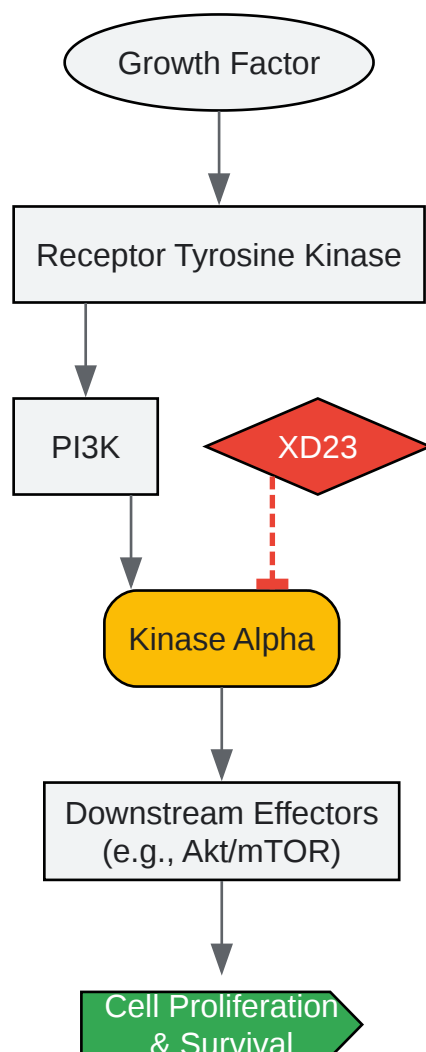 Growth Factor
Receptor Tyrosine Kinase
PI3K
XD23
Kinase Alpha
Downstream Effectors
(e.g., Akt/mTOR)
Cell Proliferation
& Survival